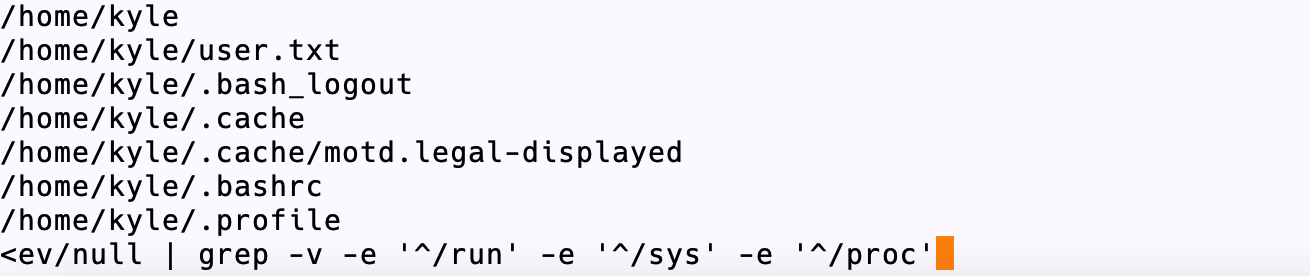 /home/kyle
/home/kyle/user.txt
/home/kyle/.bash_logout
/home/kyle/.cache
/home/kyle/.cache/motd.legal-displayed
/home/kyle/.bashrc
/home/kyle/.profile
<ev/null | grep -v -e '^/run' -e '^/sys' -e '^/proc'